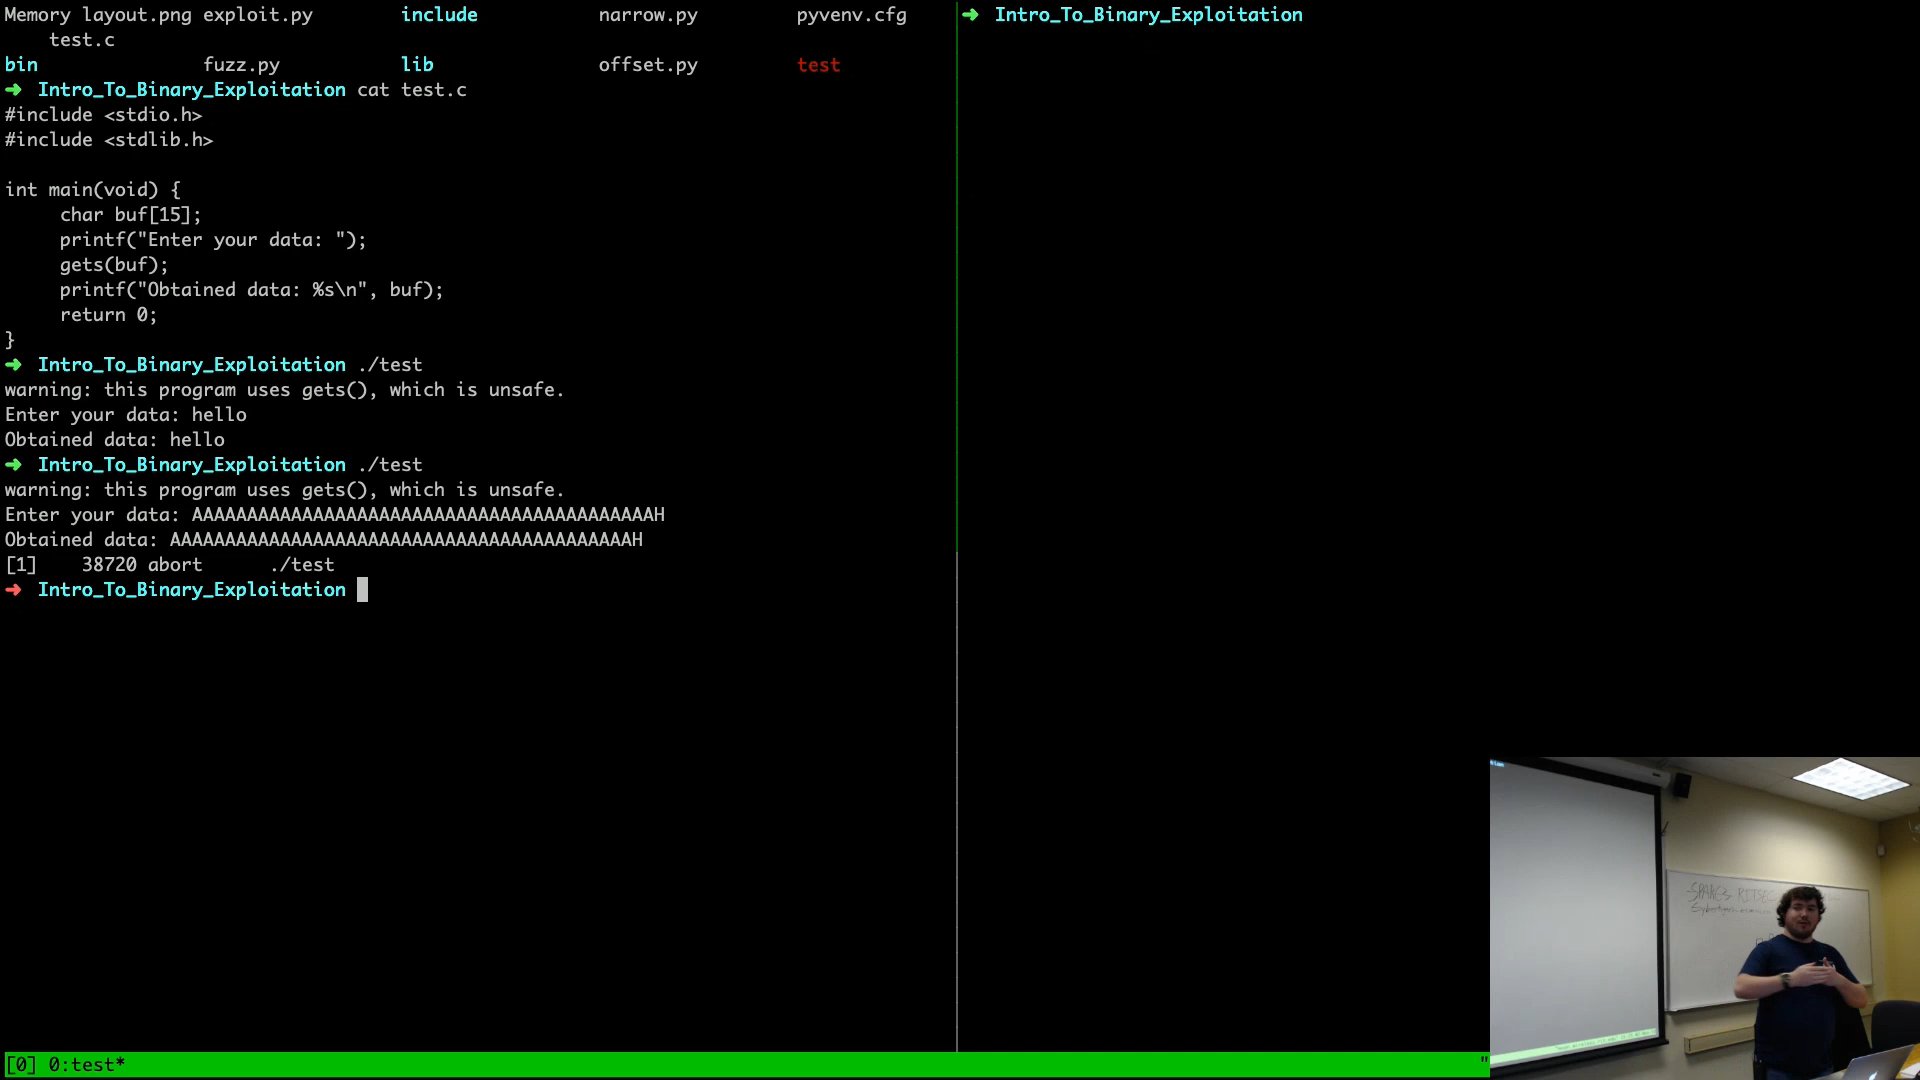 Memory layout.png exploit.py include narrow.py pyvenv.cfg
test.c
bin fuzz.py lib offset.py test
➜ Intro_To_Binary_Exploitation cat test.c
#include <stdio.h>
#include <stdlib.h>
int main(void) {
char buf[15];
printf("Enter your data: ");
gets(buf);
printf("Obtained data: %s\n", buf);
return 0;
}
➜ Intro_To_Binary_Exploitation ./test
warning: this program uses gets(), which is unsafe.
Enter your data: hello
Obtained data: hello
➜ Intro_To_Binary_Exploitation ./test
warning: this program uses gets(), which is unsafe.
Enter your data: AAAAAAAAAAAAAAAAAAAAAAAAAAAAAAAAAAAAAAAAAAH
Obtained data: AAAAAAAAAAAAAAAAAAAAAAAAAAAAAAAAAAAAAAAAAAH
[1] 38720 abort ./test
➜ Intro_To_Binary_Exploitation
➜ Intro_To_Binary_Exploitation
[0] 0:test* "